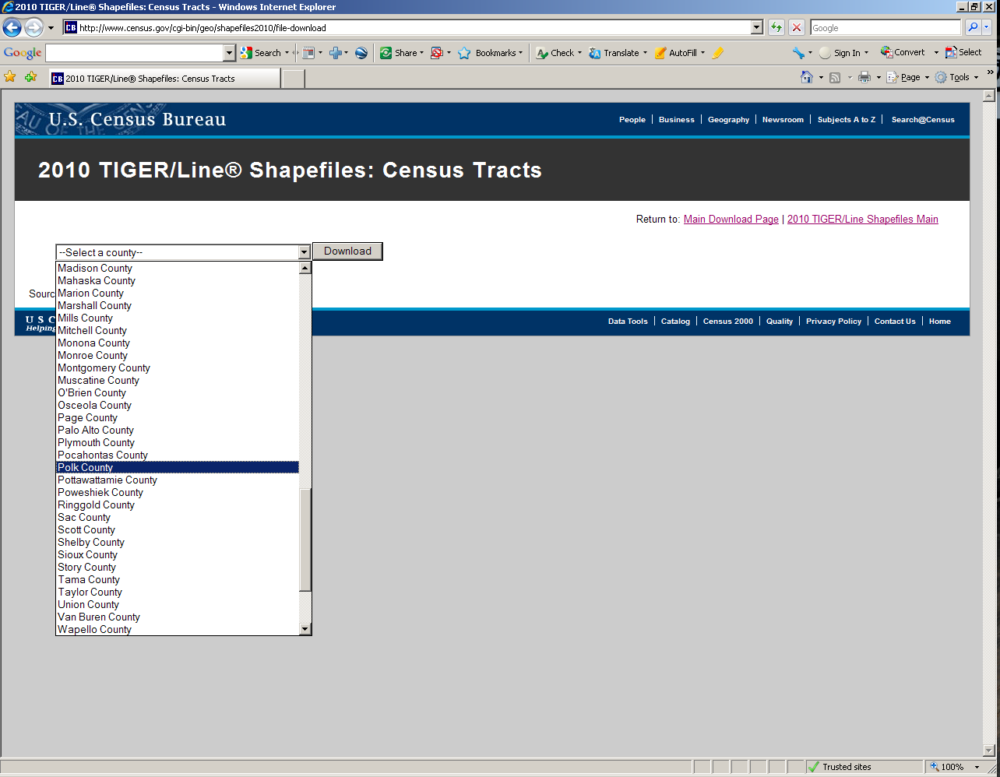 2010 TIGER/Line® Shapefiles: Census Tracts - Windows Internet Explorer
CB http://www.census.gov/cgi-bin/geo/shapefiles2010/file-download
Google
Google Search Share Bookmarks Check Translate AutoFill Sign In Convert Select
CB 2010 TIGER/Line® Shapefiles: Census Tracts
Page Tools
U.S. Census Bureau
People | Business | Geography | Newsroom | Subjects A to Z | Search@Census
2010 TIGER/Line® Shapefiles: Census Tracts
Return to: Main Download Page | 2010 TIGER/Line Shapefiles Main
--Select a county--
Download
Madison County
Mahaska County
Marion County
Sourc
Marshall County
Mills County
U S C
Helping
Data Tools | Catalog | Census 2000 | Quality | Privacy Policy | Contact Us | Home
Mitchell County
Monona County
Monroe County
Montgomery County
Muscatine County
O'Brien County
Osceola County
Page County
Palo Alto County
Plymouth County
Pocahontas County
Polk County
Pottawattamie County
Poweshiek County
Ringgold County
Sac County
Scott County
Shelby County
Sioux County
Story County
Tama County
Taylor County
Union County
Van Buren County
Wapello County
Trusted sites
100%